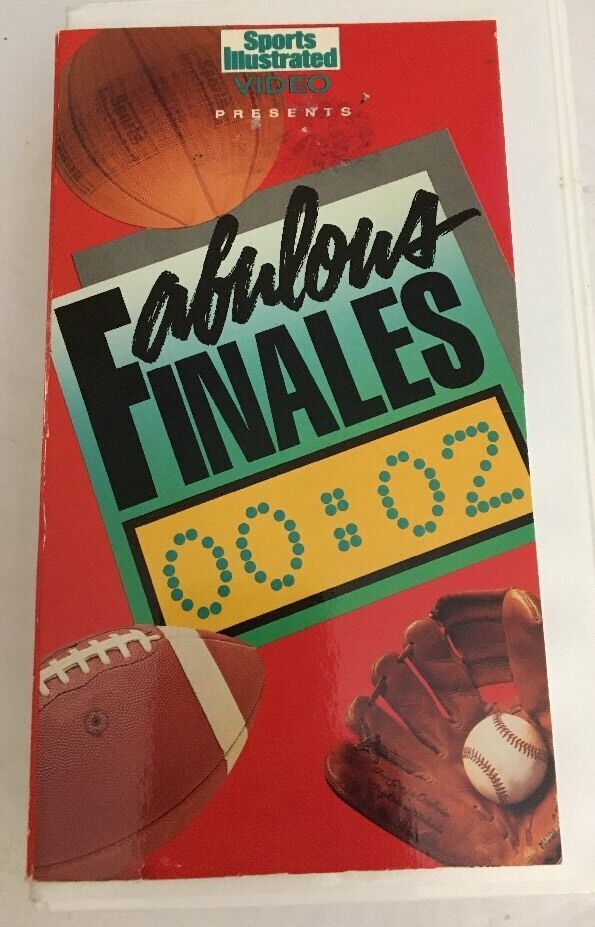 Sports
Illustrated
VIDEO
PRESENTS
Fabulous
FINALES
00:02